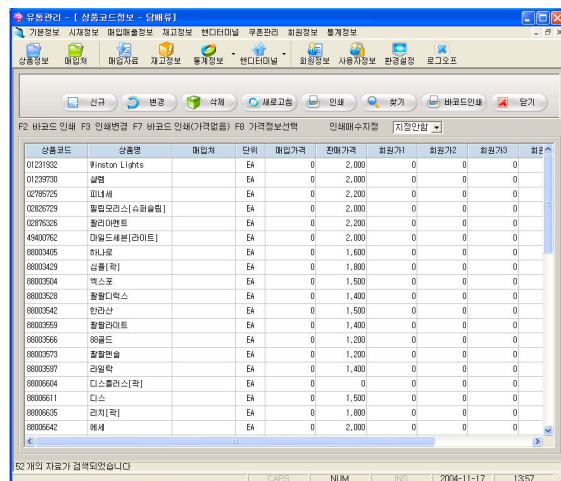 유통관리 - [ 상품코드정보 - 담배류]
기본정보 시재정보 매입매출정보 재고정보 핸디터미널 쿠폰관리 회원정보 통계정보
상품정보 매입처 매입자료 재고정보 통계정보 핸디터미널 회원정보 사용자정보 환경설정 로그오프
신규 변경 삭제 새로고침 인쇄 찾기 바코드인쇄 닫기
F2 바코드 인쇄 F3 인쇄변경 F7 바코드 인쇄(가격없음) F8 가격정보선택 인쇄매수지정 지정안함
상품코드 상품명 매입처 단위 매입가격 판매가격 회원가1 회원가2 회원가3
01231932 Winston Lights EA 0 2,000 0 0 0
01239730 살렘 EA 0 2,000 0 0 0
02785725 피네세 EA 0 2,200 0 0 0
02826729 필립모리스[슈퍼슬림] EA 0 2,000 0 0 0
02876326 팔리아멘트 EA 0 2,200 0 0 0
49400762 마일드세븐[라이트] EA 0 2,000 0 0 0
88003405 하나로 EA 0 1,600 0 0 0
88003429 심플[곽] EA 0 1,800 0 0 0
88003504 엑스포 EA 0 1,500 0 0 0
88003528 팔팔디럭스 EA 0 1,400 0 0 0
88003542 한라산 EA 0 1,500 0 0 0
88003559 팔팔라이트 EA 0 1,400 0 0 0
88003566 88골드 EA 0 1,200 0 0 0
88003573 팔팔맨솔 EA 0 1,200 0 0 0
88003597 라일락 EA 0 1,400 0 0 0
88006604 디스플러스[곽] EA 0 0 0 0 0
88006611 디스 EA 0 1,500 0 0 0
88006635 리치[곽] EA 0 1,800 0 0 0
88006642 에세 EA 0 2,000 0 0 0
52 개의 자료가 검색되었습니다
CAPS NUM INS 2004-11-17 13:57